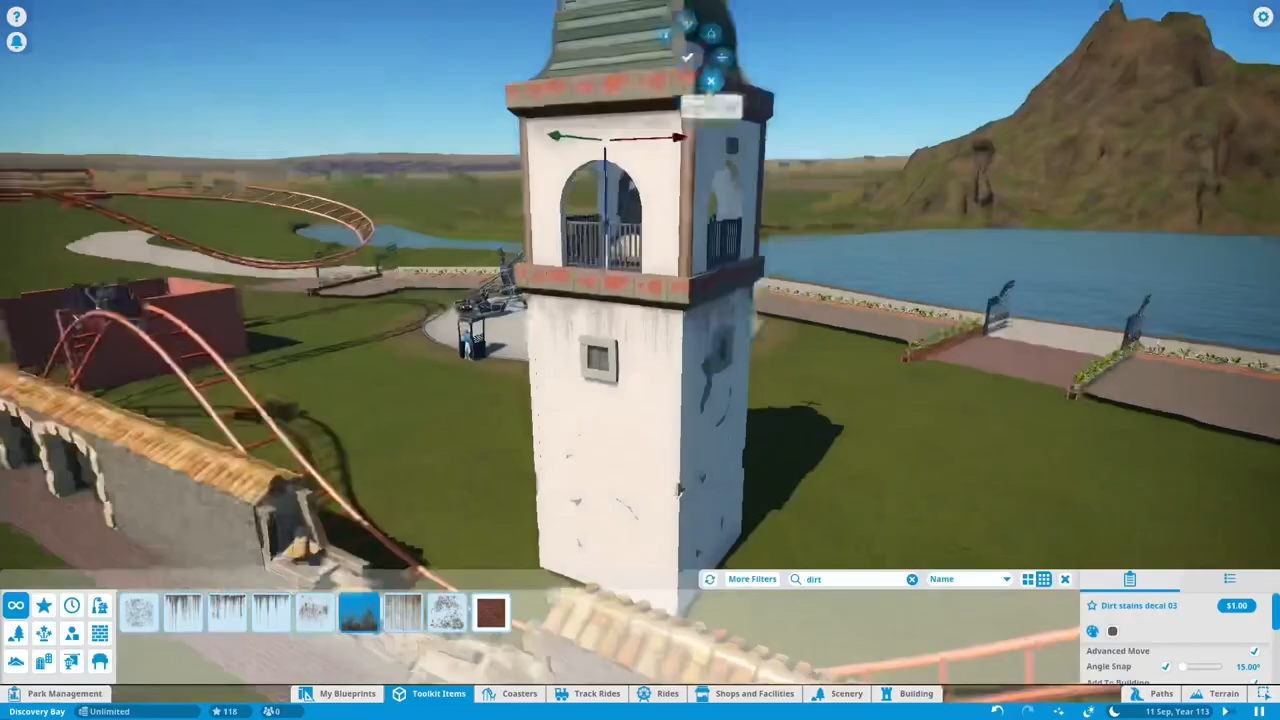 ?
More Filters
dirt
Name
Dirt stains decal 03
$1.00
Advanced Move
Angle Snap
15.00°
Park Management
My Blueprints
Toolkit Items
Coasters
Track Rides
Rides
Shops and Facilities
Scenery
Building
Paths
Terrain
Discovery Bay
Unlimited
118
0
11 Sep, Year 113